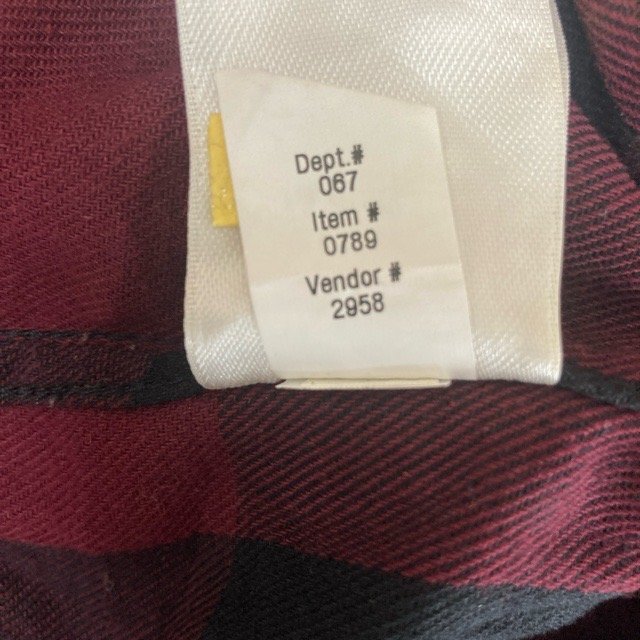 Dept.#
067
Item #
0789
Vendor #
2958